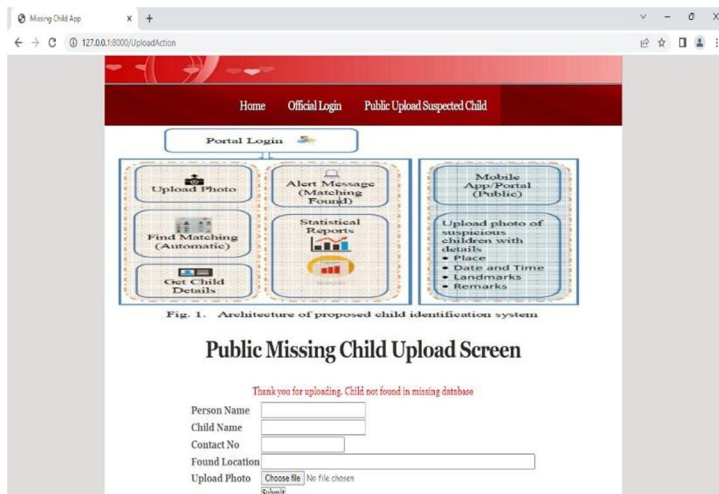 Missing Child App
127.0.0.1:8000/UploadAction
Home Official Login Public Upload Suspected Child
Portal Login
Upload Photo
Find Matching
(Automatic)
Get Child
Details
Alert Message
(Matching
Found)
Statistical
Reports
Mobile
App/Portal
(Public)
Upload photo of
suspicious
children with
details
• Place
• Date and Time
• Landmarks
• Remarks
Fig. 1. Architecture of proposed child identification system
Public Missing Child Upload Screen
Thank you for uploading. Child not found in missing database
Person Name
Child Name
Contact No
Found Location
Upload Photo Choose file No file chosen
Submit